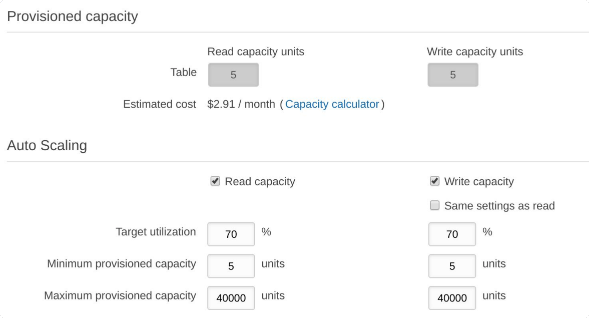 Provisioned capacity
Read capacity units Write capacity units
Table 5 5
Estimated cost $2.91 / month (Capacity calculator)
Auto Scaling
Read capacity Write capacity
Same settings as read
Target utilization 70 % 70 %
Minimum provisioned capacity 5 units 5 units
Maximum provisioned capacity 40000 units 40000 units